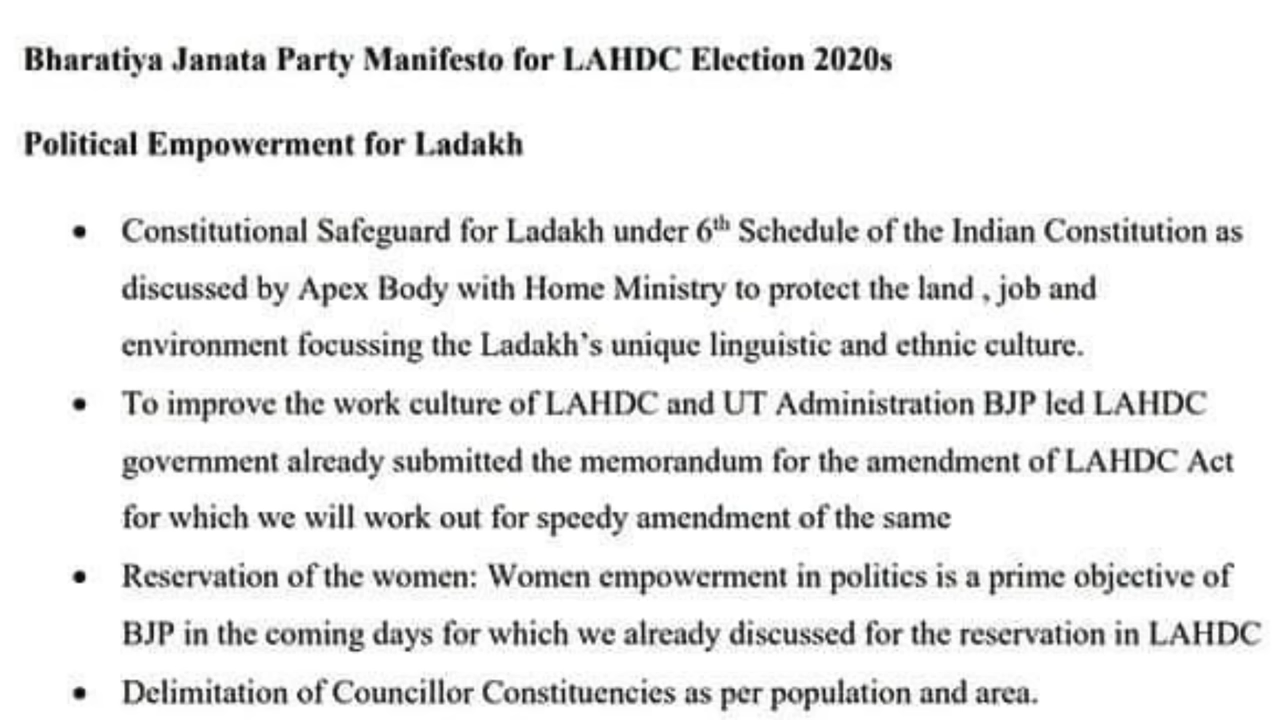 Bharatiya Janata Party Manifesto for LAHDC Election 2020s
Political Empowerment for Ladakh
• Constitutional Safeguard for Ladakh under 6th Schedule of the Indian Constitution as
discussed by Apex Body with Home Ministry to protect the land , job and
environment focussing the Ladakh's unique linguistic and ethnic culture.
• To improve the work culture of LAHDC and UT Administration BJP led LAHDC
government already submitted the memorandum for the amendment of LAHDC Act
for which we will work out for speedy amendment of the same
• Reservation of the women: Women empowerment in politics is a prime objective of
BJP in the coming days for which we already discussed for the reservation in LAHDC
• Delimitation of Councillor Constituencies as per population and area.